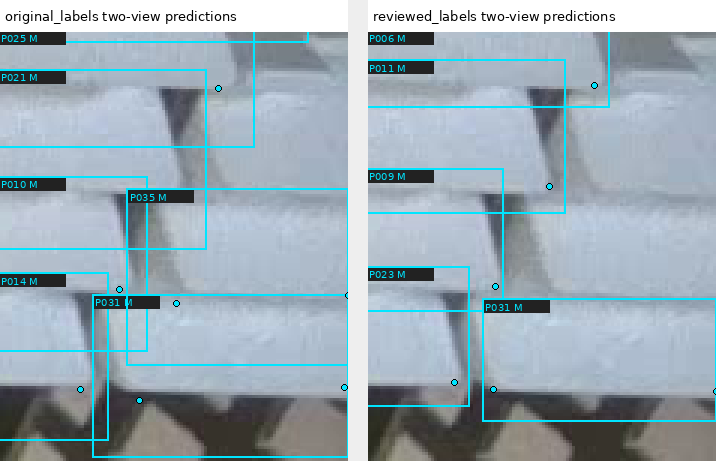 original_labels two-view predictions
P025 M
P021 M
P010 M
P035 M
P014 M
P031 M
reviewed_labels two-view predictions
P006 M
P011 M
P009 M
P023 M
P031 M